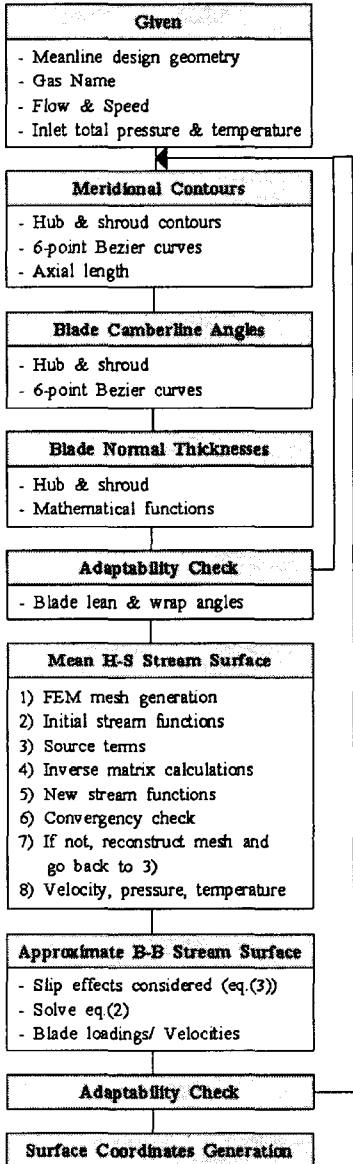 Given
- Meanline design geometry
- Gas Name
- Flow & Speed
- Inlet total pressure & temperature
Meridional Contours
- Hub & shroud contours
- 6-point Bezier curves
- Axial length
Blade Camberline Angles
- Hub & shroud
- 6-point Bezier curves
Blade Normal Thicknesses
- Hub & shroud
- Mathematical functions
Adaptability Check
- Blade lean & wrap angles
Mean H-S Stream Surface
1) FEM mesh generation
2) Initial stream functions
3) Source terms
4) Inverse matrix calculations
5) New stream functions
6) Convergency check
7) If not, reconstruct mesh and
go back to 3)
8) Velocity, pressure, temperature
Approximate B-B Stream Surface
- Slip effects considered (eq.(3))
- Solve eq.(2)
- Blade loadings/ Velocities
Adaptability Check
Surface Coordinates Generation